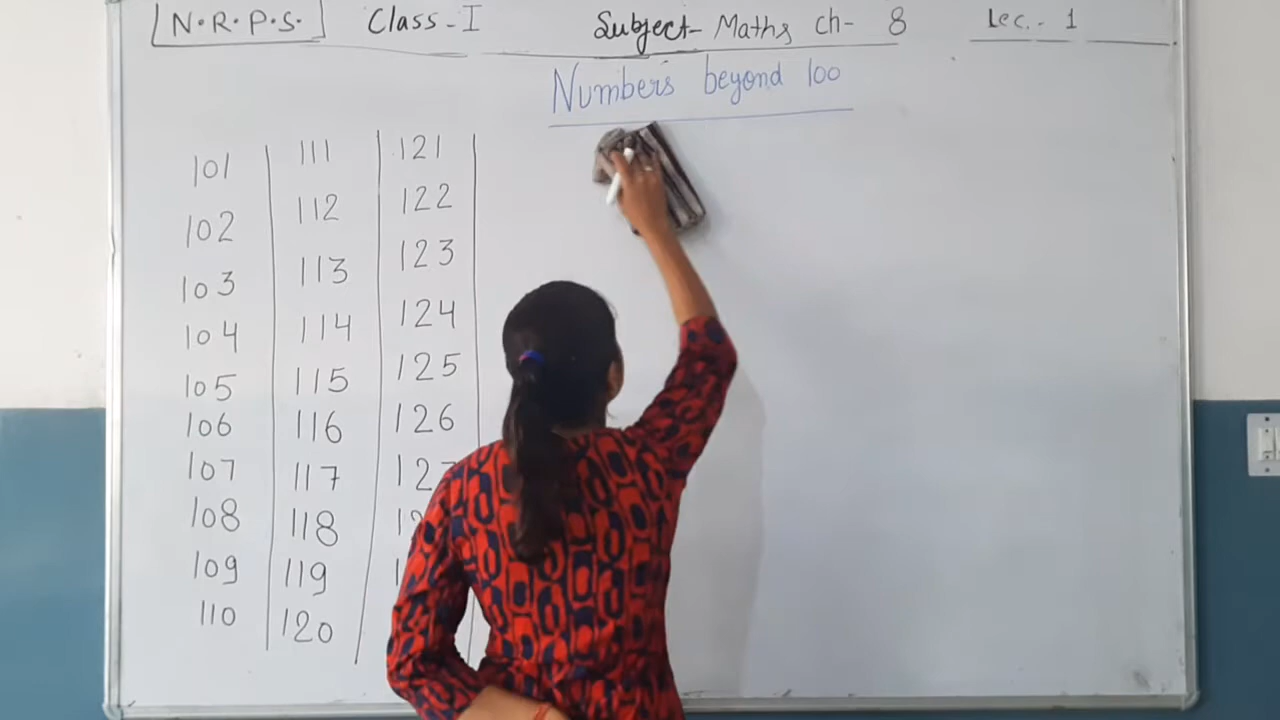 N.R.P.S. Class-I Subject- Maths ch- 8 Lec.- 1
Numbers beyond 100
101 111 121
102 112 122
103 113 123
104 114 124
105 115 125
106 116 126
107 117
108 118
109 119
110 120